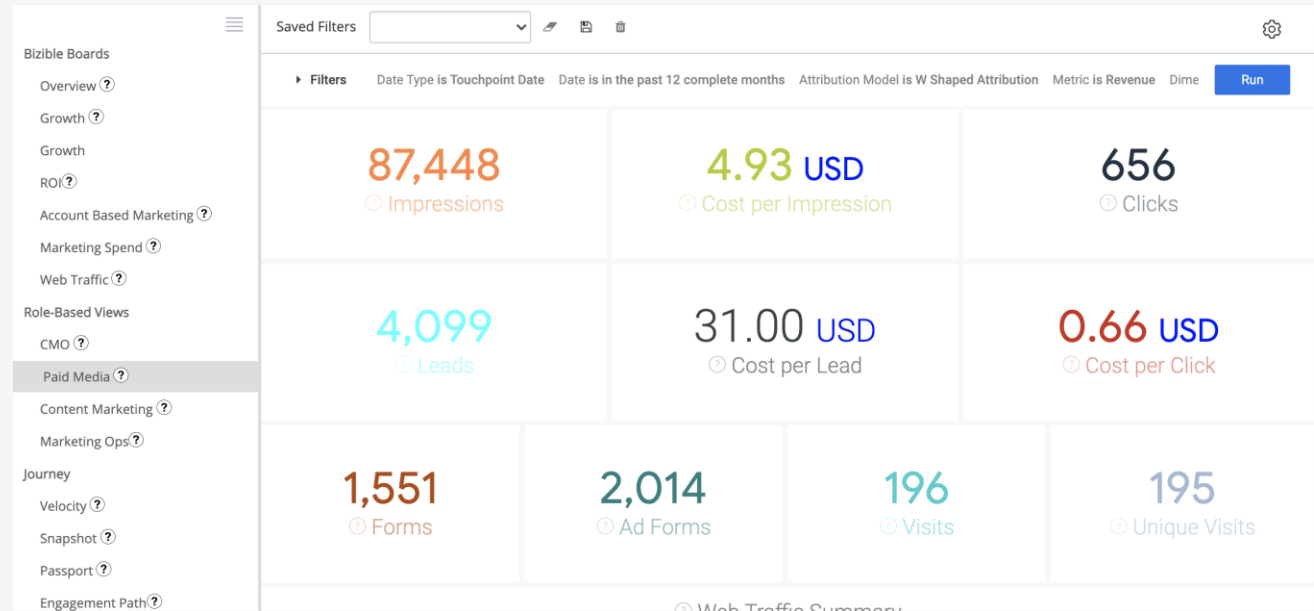 Saved Filters
Bizible Boards
Overview ?
Growth ?
Growth
ROI ?
Account Based Marketing ?
Marketing Spend ?
Web Traffic ?
Role-Based Views
CMO ?
Paid Media ?
Content Marketing ?
Marketing Ops ?
Journey
Velocity ?
Snapshot ?
Passport ?
Engagement Path ?
Filters Date Type is Touchpoint Date Date is in the past 12 complete months Attribution Model is W Shaped Attribution Metric is Revenue Dime Run
87,448
? Impressions
4.93 USD
? Cost per Impression
656
? Clicks
4,099
? Leads
31.00 USD
? Cost per Lead
0.66 USD
? Cost per Click
1,551
? Forms
2,014
? Ad Forms
196
? Visits
195
? Unique Visits
? Web Traffic Summary